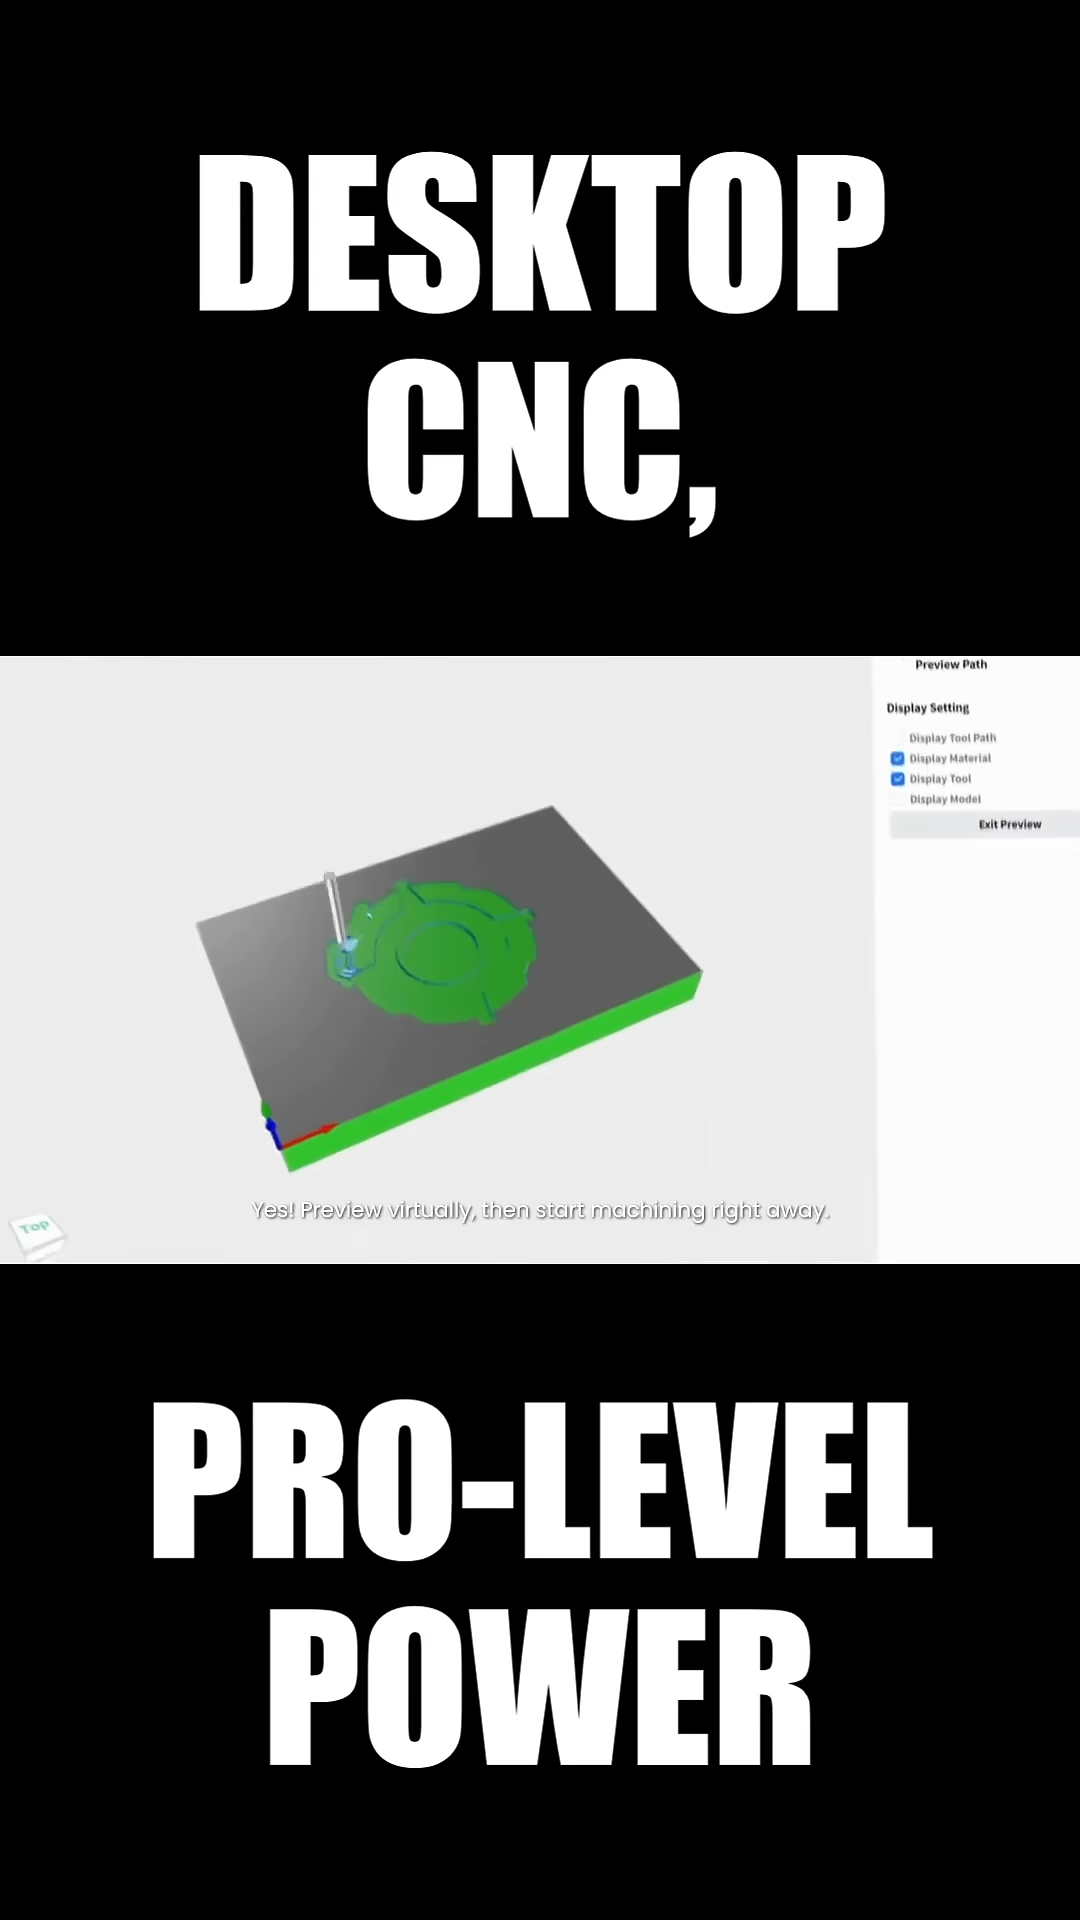 DESKTOP
CNC,
Preview Path
Display Setting
Display Tool Path
Display Material
Display Tool
Display Model
Exit Preview
Yes! Preview virtually, then start machining right away.
Top
PRO-LEVEL
POWER